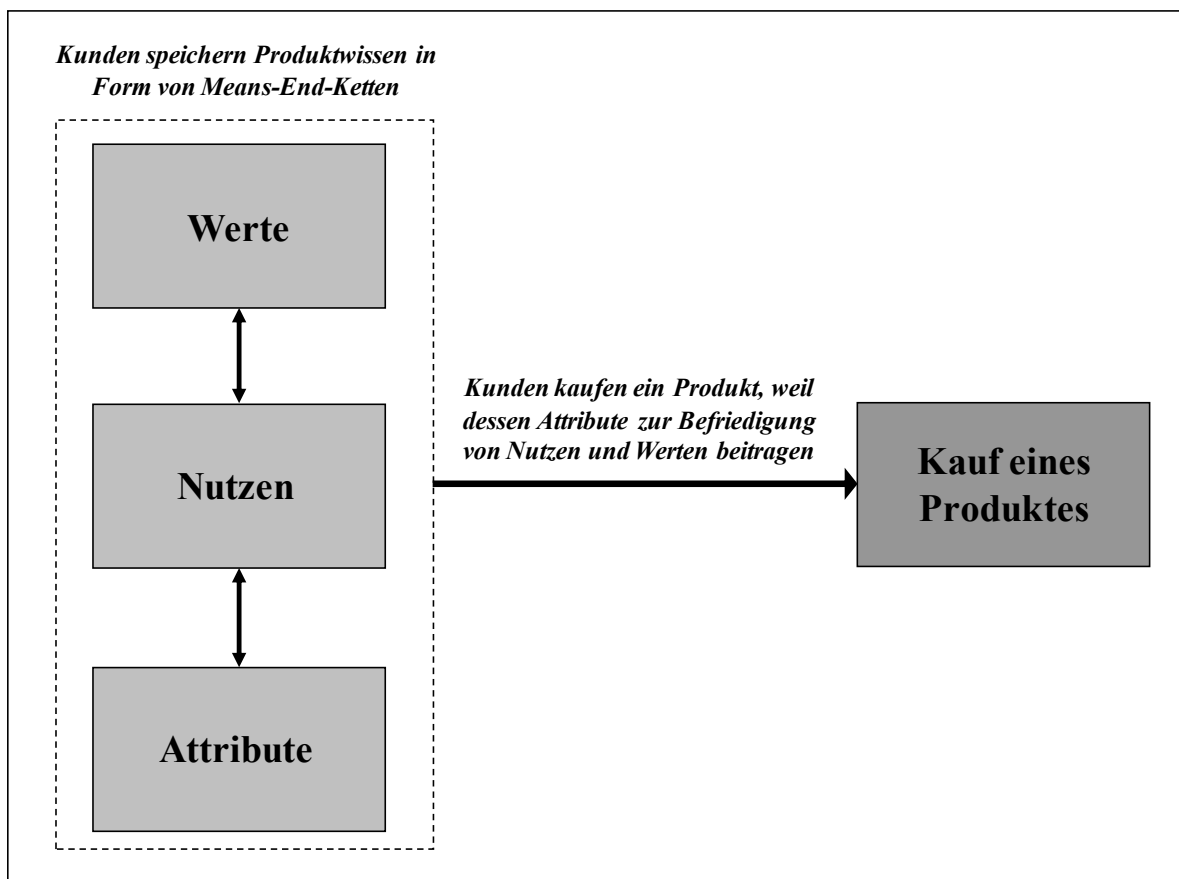 Kunden speichern Produktwissen in
Form von Means-End-Ketten
Werte
Nutzen
Attribute
Kunden kaufen ein Produkt, weil
dessen Attribute zur Befriedigung
von Nutzen und Werten beitragen
Kauf eines
Produktes